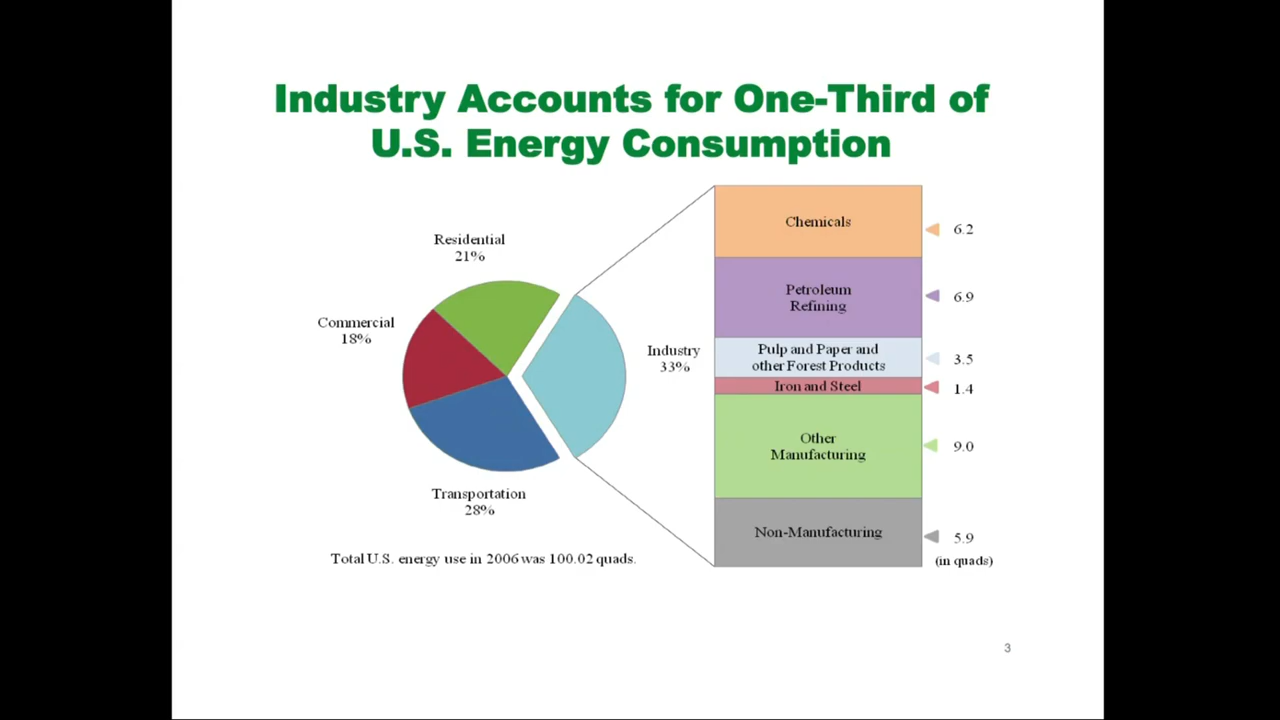 Industry Accounts for One-Third of
U.S. Energy Consumption
Residential
21%
Commercial
18%
Industry
33%
Transportation
28%
Total U.S. energy use in 2006 was 100.02 quads.
Chemicals
6.2
Petroleum
Refining
6.9
Pulp and Paper and
other Forest Products
3.5
Iron and Steel
1.4
Other
Manufacturing
9.0
Non-Manufacturing
5.9
(in quads)
3